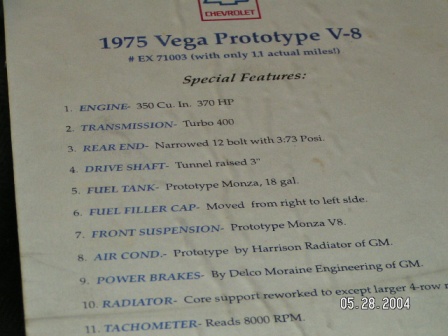 CHEVROLET
1975 Vega Prototype V-8
# EX 71003 (with only 1.1 actual miles!)
Special Features:
1. ENGINE- 350 Cu. In. 370 HP
2. TRANSMISSION- Turbo 400
3. REAR END- Narrowed 12 bolt with 3:73 Posi.
4. DRIVE SHAFT- Tunnel raised 3"
5. FUEL TANK- Prototype Monza, 18 gal.
6. FUEL FILLER CAP- Moved from right to left side.
7. FRONT SUSPENSION- Prototype Monza V8.
8. AIR COND.- Prototype by Harrison Radiator of GM.
9. POWER BRAKES- By Delco Moraine Engineering of GM.
10. RADIATOR- Core support reworked to except larger 4-row
11. TACHOMETER- Reads 8000 RPM.
05.28.2004